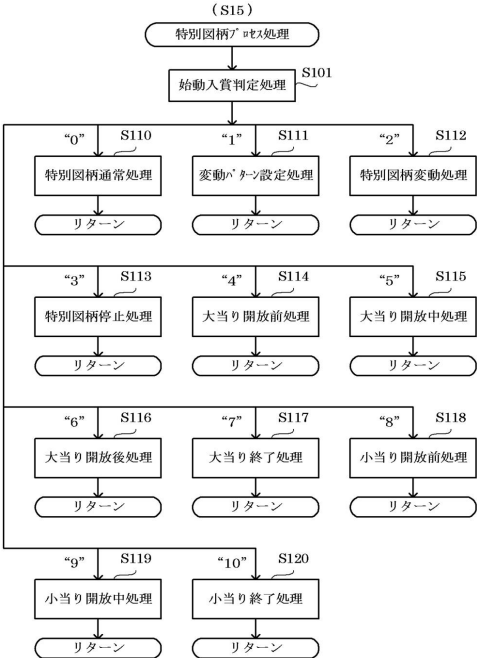 (S15)
特別図柄ﾌﾟﾛｾｽ処理
始動入賞判定処理
S101
“0”
S110
“1”
S111
“2”
S112
特別図柄通常処理
変動ﾊﾟﾀｰﾝ設定処理
特別図柄変動処理
リターン
リターン
リターン
“3”
S113
“4”
S114
“5”
S115
特別図柄停止処理
大当り開放前処理
大当り開放中処理
リターン
リターン
リターン
“6”
S116
“7”
S117
“8”
S118
大当り開放後処理
大当り終了処理
小当り開放前処理
リターン
リターン
リターン
“9”
S119
“10”
S120
小当り開放中処理
小当り終了処理
リターン
リターン